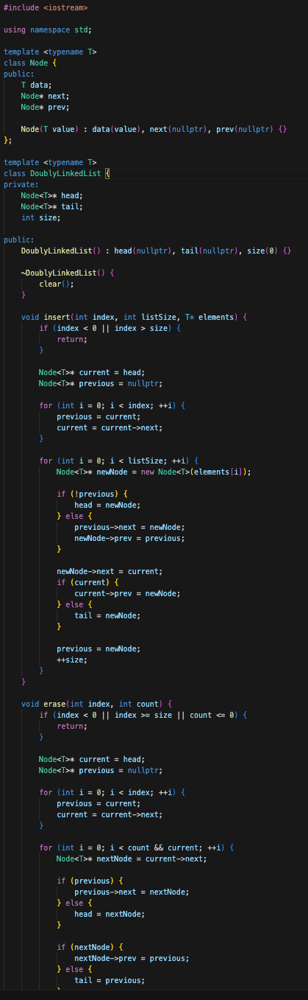 #include <iostream>
using namespace std;
template <typename T>
class Node {
public:
    T data;
    Node* next;
    Node* prev;
    Node(T value) : data(value), next(nullptr), prev(nullptr) {}
};
template <typename T>
class DoublyLinkedList {
private:
    Node<T>* head;
    Node<T>* tail;
    int size;
public:
    DoublyLinkedList() : head(nullptr), tail(nullptr), size(0) {}
    ~DoublyLinkedList() {
        clear();
    }
    void insert(int index, int listSize, T* elements) {
        if (index < 0 || index > size) {
            return;
        }
        Node<T>* current = head;
        Node<T>* previous = nullptr;
        for (int i = 0; i < index; ++i) {
            previous = current;
            current = current->next;
        }
        for (int i = 0; i < listSize; ++i) {
            Node<T>* newNode = new Node<T>(elements[i]);
            if (!previous) {
                head = newNode;
            } else {
                previous->next = newNode;
                newNode->prev = previous;
            }
            newNode->next = current;
            if (current) {
                current->prev = newNode;
            } else {
                tail = newNode;
            }
            previous = newNode;
            ++size;
        }
    }
    void erase(int index, int count) {
        if (index < 0 || index >= size || count <= 0) {
            return;
        }
        Node<T>* current = head;
        Node<T>* previous = nullptr;
        for (int i = 0; i < index; ++i) {
            previous = current;
            current = current->next;
        }
        for (int i = 0; i < count && current; ++i) {
            Node<T>* nextNode = current->next;
            if (previous) {
                previous->next = nextNode;
            } else {
                head = nextNode;
            }
            if (nextNode) {
                nextNode->prev = previous;
            } else {
                tail = previous;
            }